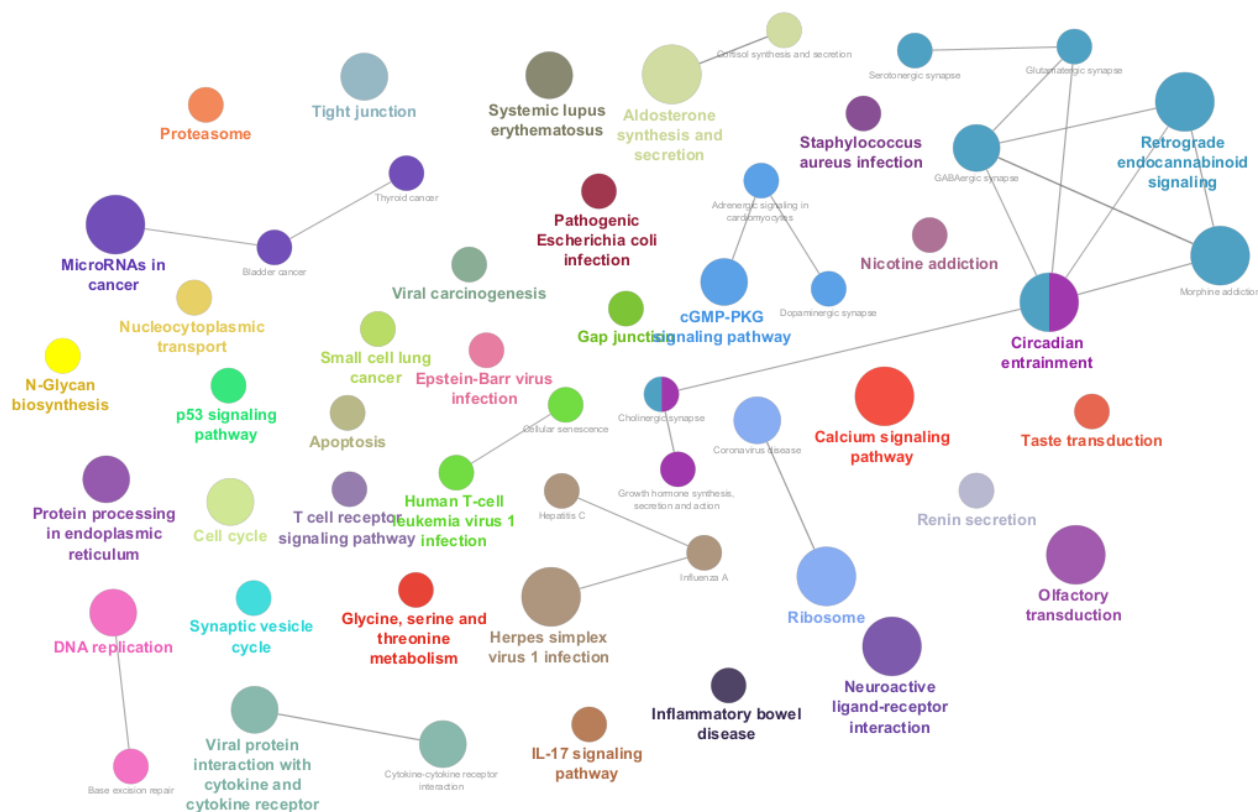 Cortisol synthesis and secretion
Serotonergic synapse
Glutamatergic synapse
Proteasome
Tight junction
Systemic lupus
erythematosus
Aldosterone
synthesis and
secretion
Staphylococcus
aureus infection
Retrograde
endocannabinoid
signaling
GABAergic synapse
Thyroid cancer
Adrenergic signaling in
cardiomyocytes
Pathogenic
Escherichia coli
infection
MicroRNAs in
cancer
Bladder cancer
Nicotine addiction
Morphine addiction
Viral carcinogenesis
Nucleocytoplasmic
transport
Gap junction
cGMP-PKG
signaling pathway
Dopaminergic synapse
Small cell lung
cancer
Circadian
entrainment
N-Glycan
biosynthesis
Epstein-Barr virus
infection
p53 signaling
pathway
Apoptosis
Cellular senescence
Cholinergic synapse
Coronavirus disease
Calcium signaling
pathway
Taste transduction
Protein processing
in endoplasmic
reticulum
Cell cycle
T cell receptor
signaling pathway
Human T-cell
leukemia virus 1
infection
Hepatitis C
Growth hormone synthesis,
secretion and action
Renin secretion
Influenza A
Olfactory
transduction
DNA replication
Synaptic vesicle
cycle
Glycine, serine and
threonine
metabolism
Herpes simplex
virus 1 infection
Ribosome
Neuroactive
ligand-receptor
interaction
Inflammatory bowel
disease
Viral protein
interaction with
cytokine and
cytokine receptor
Cytokine-cytokine receptor
interaction
IL-17 signaling
pathway
Base excision repair